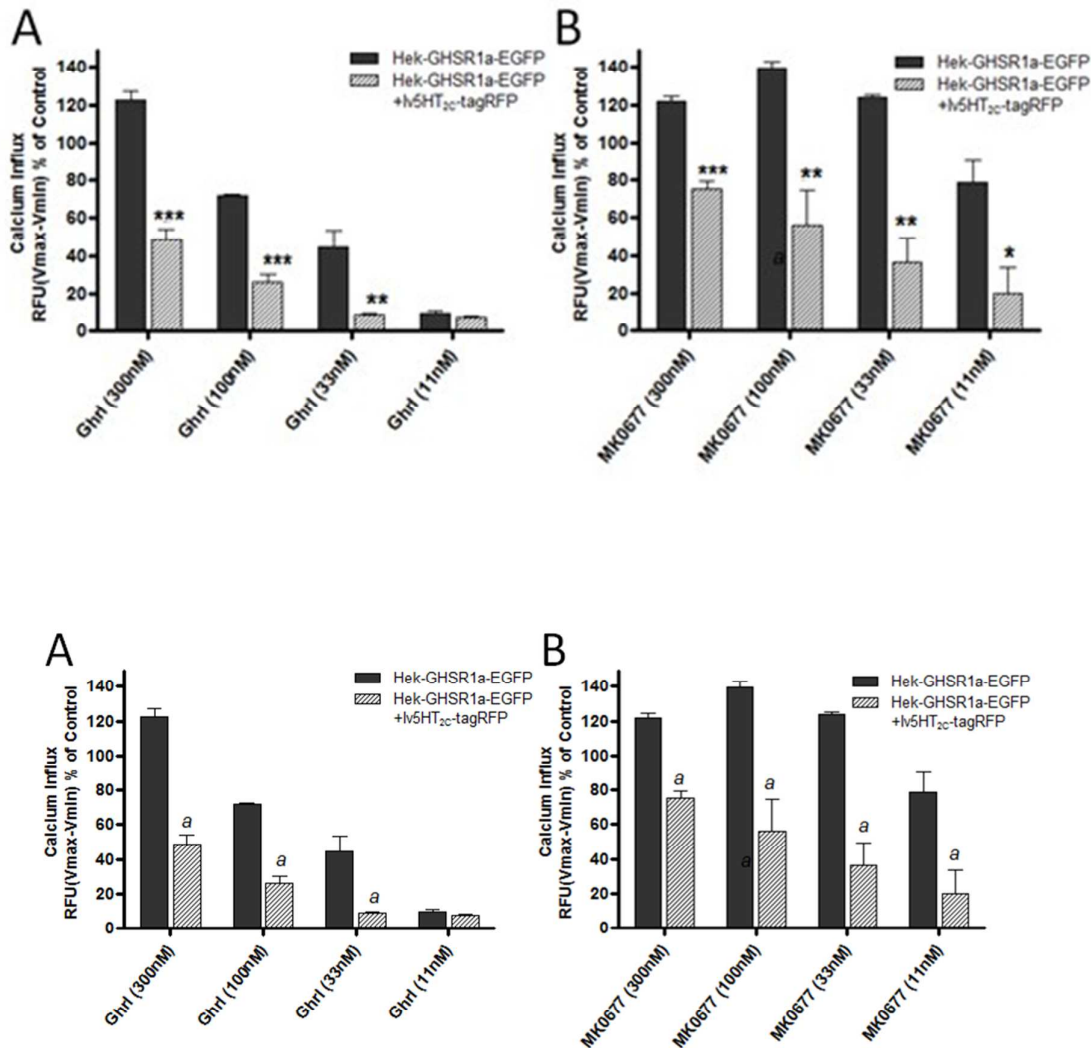 A
Hek-GHSR1a-EGFP
Hek-GHSR1a-EGFP
+lv5HT2C-tagRFP
Calcium Influx
RFU(Vmax-Vmin) % of Control
140
120
100
80
60
40
20
0
***
***
**
Ghrl (300nM)
Ghrl (100nM)
Ghrl (33nM)
Ghrl (11nM)
B
Hek-GHSR1a-EGFP
Hek-GHSR1a-EGFP
+lv5HT2C-tagRFP
Calcium Influx
RFU(Vmax-Vmin) % of Control
140
120
100
80
60
40
20
0
***
**
**
*
a
MK0677 (300nM)
MK0677 (100nM)
MK0677 (33nM)
MK0677 (11nM)
A
Hek-GHSR1a-EGFP
Hek-GHSR1a-EGFP
+lv5HT2C-tagRFP
Calcium Influx
RFU(Vmax-Vmin) % of Control
140
120
100
80
60
40
20
0
a
a
a
Ghrl (300nM)
Ghrl (100nM)
Ghrl (33nM)
Ghrl (11nM)
B
Hek-GHSR1a-EGFP
Hek-GHSR1a-EGFP
+lv5HT2C-tagRFP
Calcium Influx
RFU(Vmax-Vmin) % of Control
140
120
100
80
60
40
20
0
a
a
a
a
a
MK0677 (300nM)
MK0677 (100nM)
MK0677 (33nM)
MK0677 (11nM)